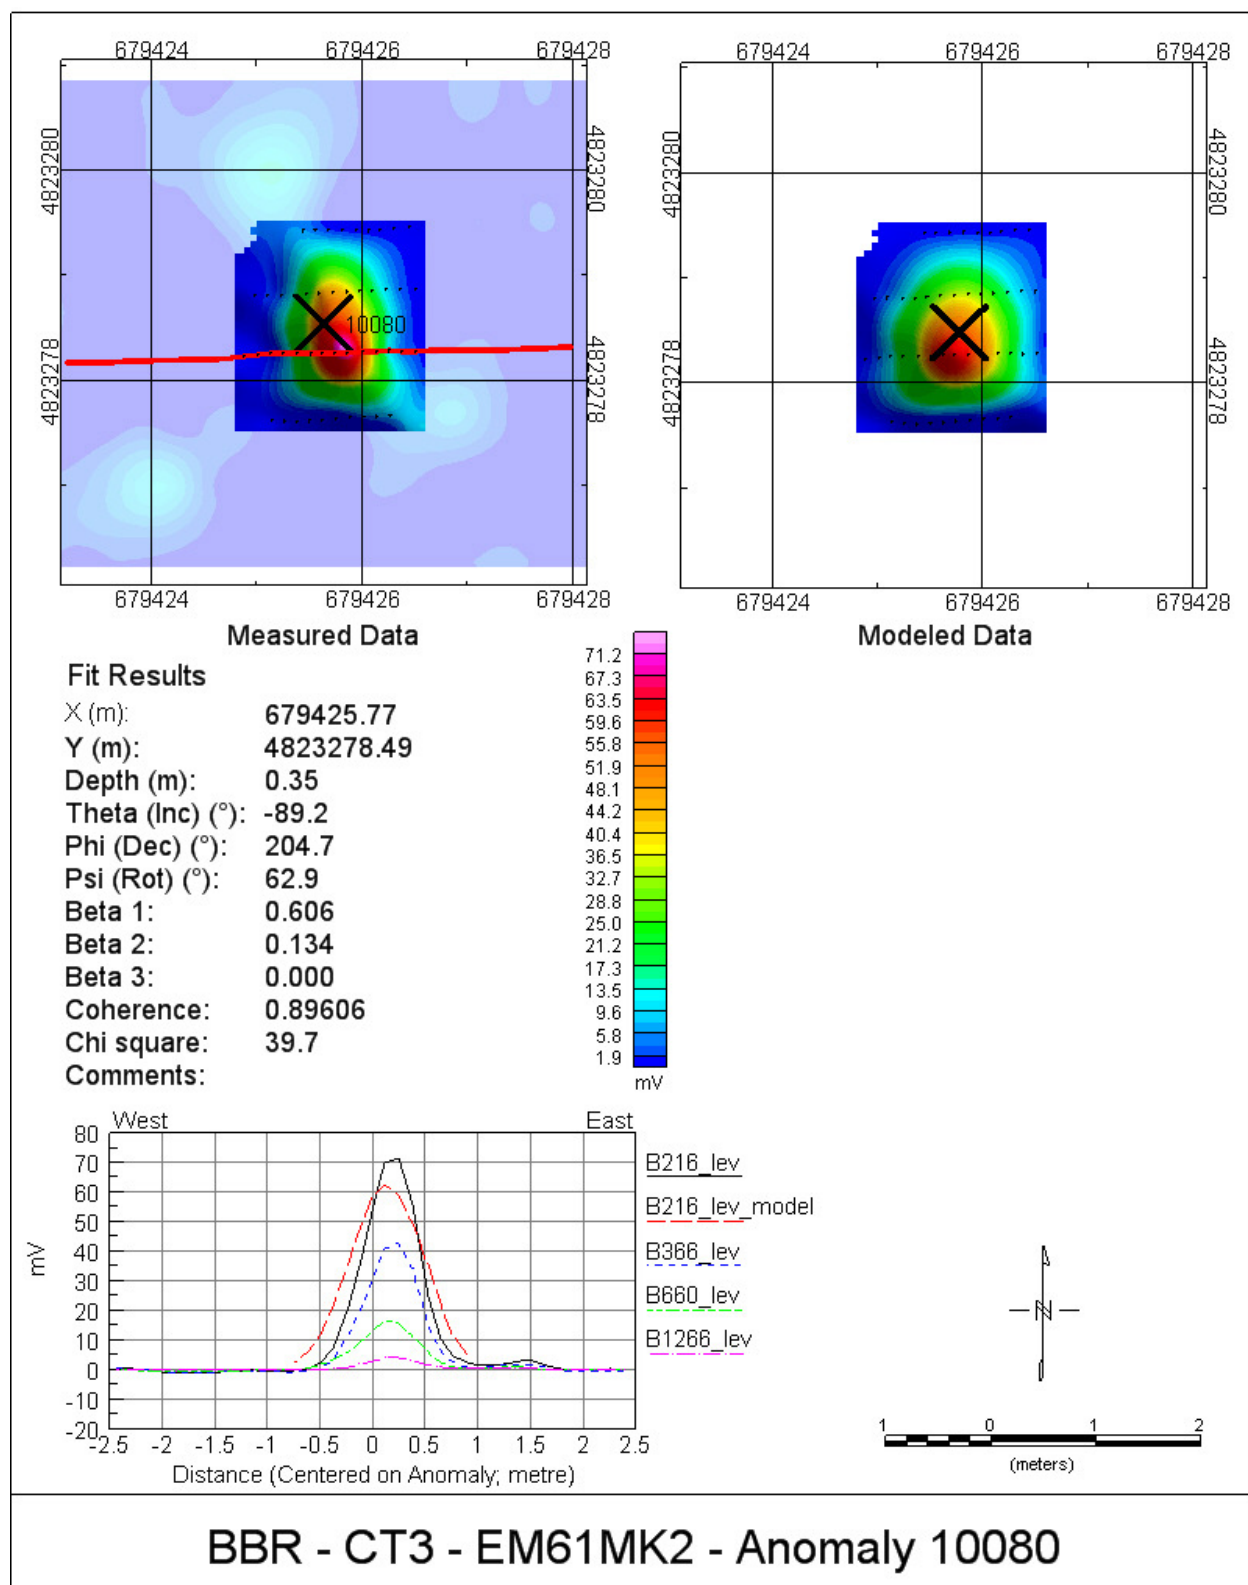 679424 679426 679428
679424 679426 679428
4823280 4823280
4823280 4823280
10080
4823278 4823278
4823278 4823278
679424 679426 679428
679424 679426 679428
Measured Data
Modeled Data
Fit Results
X (m): 679425.77
Y (m): 4823278.49
Depth (m): 0.35
Theta (Inc) (°): -89.2
Phi (Dec) (°): 204.7
Psi (Rot) (°): 62.9
Beta 1: 0.606
Beta 2: 0.134
Beta 3: 0.000
Coherence: 0.89606
Chi square: 39.7
Comments:
71.2
67.3
63.5
59.6
55.8
51.9
48.1
44.2
40.4
36.5
32.7
28.8
25.0
21.2
17.3
13.5
9.6
5.8
1.9
mV
West East
80
70
60
50
40
30
20
10
0
-10
-20
mV
-2.5 -2 -1.5 -1 -0.5 0 0.5 1 1.5 2 2.5
Distance (Centered on Anomaly; metre)
B216_lev
B216_lev_model
B366_lev
B660_lev
B1266_lev
N
1 0 1 2
(meters)
BBR - CT3 - EM61MK2 - Anomaly 10080